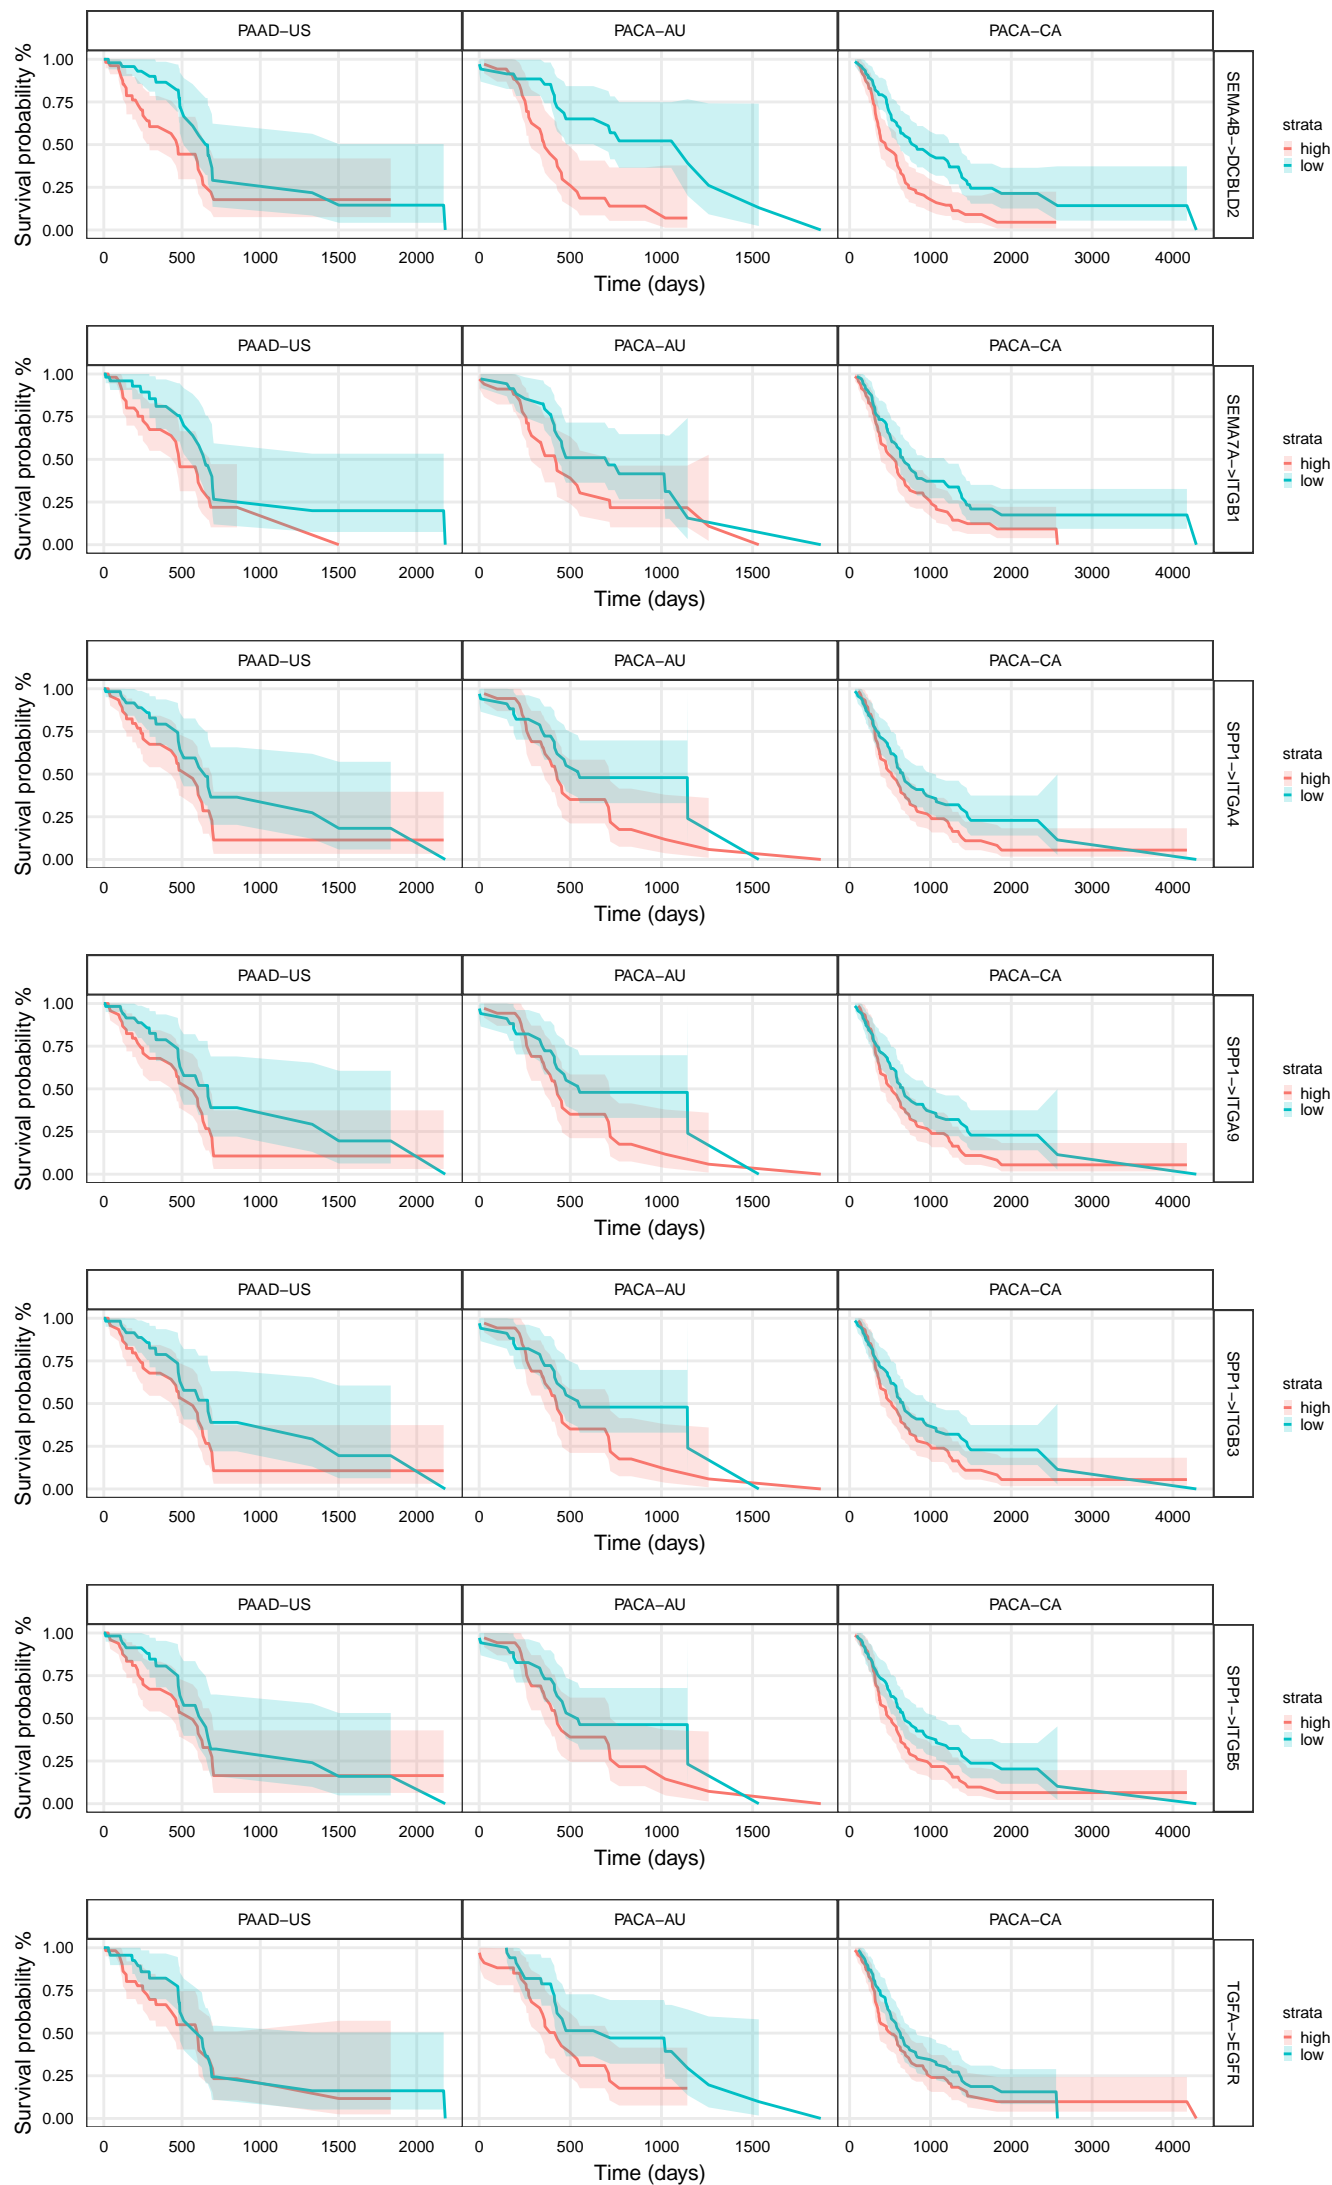 PAAD−US PACA−AU PACA−CA
Survival probability %
1.00
0.75
0.50
0.25
0.00
SEMA4B−>DCBLD2
strata
high
low
0 500 1000 1500 2000 0 500 1000 1500 0 1000 2000 3000 4000
Time (days)
PAAD−US PACA−AU PACA−CA
Survival probability %
1.00
0.75
0.50
0.25
0.00
SEMA7A−>ITGB1
strata
high
low
0 500 1000 1500 2000 0 500 1000 1500 0 1000 2000 3000 4000
Time (days)
PAAD−US PACA−AU PACA−CA
Survival probability %
1.00
0.75
0.50
0.25
0.00
SPP1−>ITGA4
strata
high
low
0 500 1000 1500 2000 0 500 1000 1500 0 1000 2000 3000 4000
Time (days)
PAAD−US PACA−AU PACA−CA
Survival probability %
1.00
0.75
0.50
0.25
0.00
SPP1−>ITGA9
strata
high
low
0 500 1000 1500 2000 0 500 1000 1500 0 1000 2000 3000 4000
Time (days)
PAAD−US PACA−AU PACA−CA
Survival probability %
1.00
0.75
0.50
0.25
0.00
SPP1−>ITGB3
strata
high
low
0 500 1000 1500 2000 0 500 1000 1500 0 1000 2000 3000 4000
Time (days)
PAAD−US PACA−AU PACA−CA
Survival probability %
1.00
0.75
0.50
0.25
0.00
SPP1−>ITGB5
strata
high
low
0 500 1000 1500 2000 0 500 1000 1500 0 1000 2000 3000 4000
Time (days)
PAAD−US PACA−AU PACA−CA
Survival probability %
1.00
0.75
0.50
0.25
0.00
TGFA−>EGFR
strata
high
low
0 500 1000 1500 2000 0 500 1000 1500 0 1000 2000 3000 4000
Time (days)